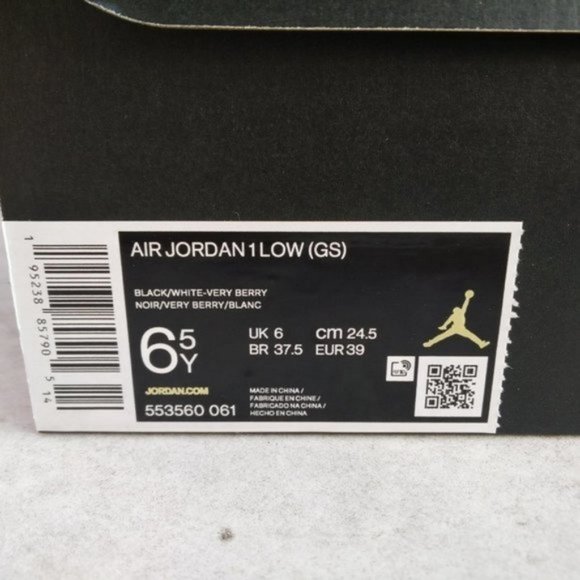 1 95238 85790 5 14
AIR JORDAN 1 LOW (GS)
BLACK/WHITE-VERY BERRY
NOIR/VERY BERRY/BLANC
6.5Y
UK 6 cm 24.5
BR 37.5 EUR 39
JORDAN.COM
553560 061
MADE IN CHINA /
FABRIQUE EN CHINE /
FABRICADO NA CHINA /
HECHO EN CHINA